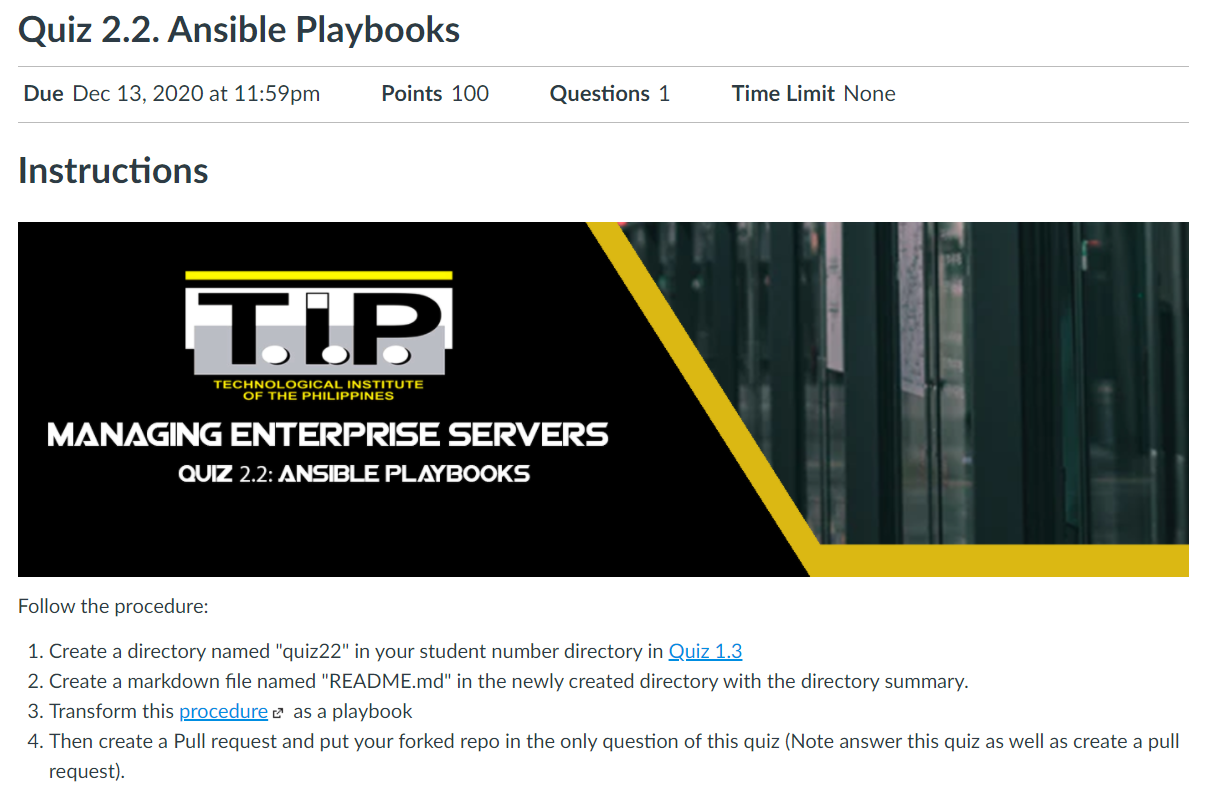 Quiz 2.2. Ansible Playbooks
Due Dec 13, 2020 at 11:59pm Points 100 Questions 1 Time Limit None
Instructions
T.I.P.
TECHNOLOGICAL INSTITUTE
OF THE PHILIPPINES
MANAGING ENTERPRISE SERVERS
QUIZ 2.2: ANSIBLE PLAYBOOKS
Follow the procedure:
1. Create a directory named "quiz22" in your student number directory in Quiz 1.3
2. Create a markdown file named "README.md" in the newly created directory with the directory summary.
3. Transform this procedure as a playbook
4. Then create a Pull request and put your forked repo in the only question of this quiz (Note answer this quiz as well as create a pull
request).